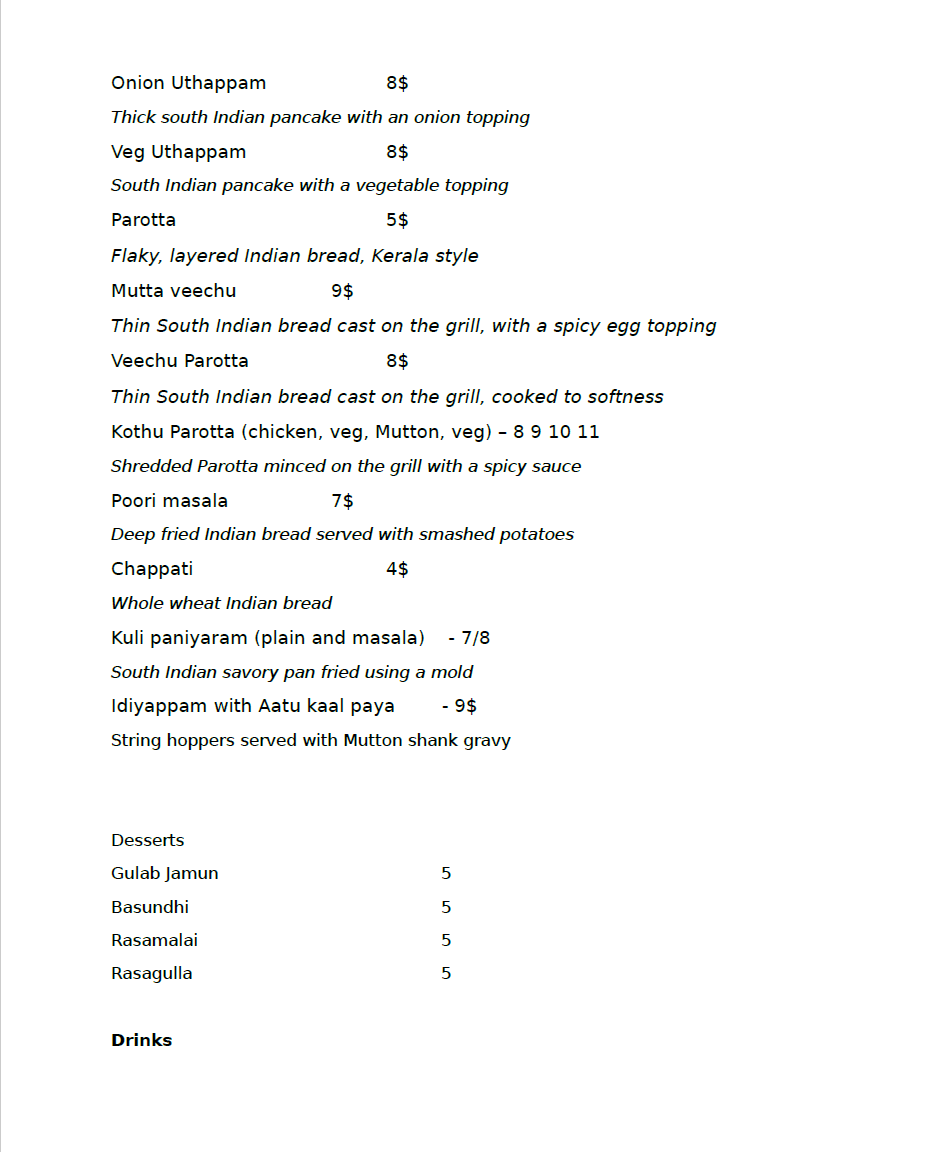 Onion Uthappam 8$
Thick south Indian pancake with an onion topping
Veg Uthappam 8$
South Indian pancake with a vegetable topping
Parotta 5$
Flaky, layered Indian bread, Kerala style
Mutta veechu 9$
Thin South Indian bread cast on the grill, with a spicy egg topping
Veechu Parotta 8$
Thin South Indian bread cast on the grill, cooked to softness
Kothu Parotta (chicken, veg, Mutton, veg) – 8 9 10 11
Shredded Parotta minced on the grill with a spicy sauce
Poori masala 7$
Deep fried Indian bread served with smashed potatoes
Chappati 4$
Whole wheat Indian bread
Kuli paniyaram (plain and masala) - 7/8
South Indian savory pan fried using a mold
Idiyappam with Aatu kaal paya - 9$
String hoppers served with Mutton shank gravy
Desserts
Gulab Jamun 5
Basundhi 5
Rasamalai 5
Rasagulla 5
Drinks